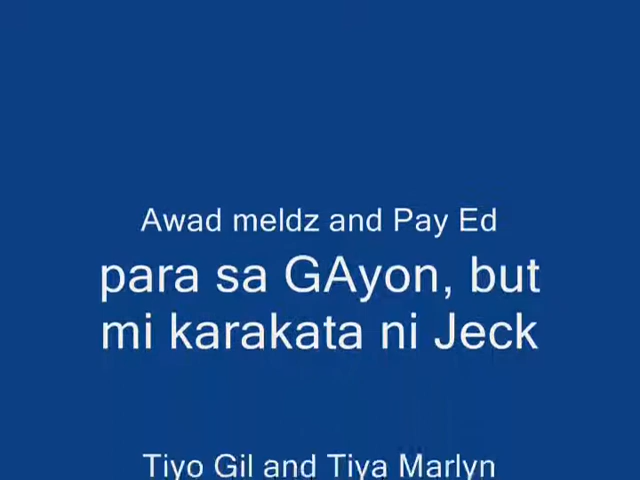 Awad meldz and Pay Ed
para sa GAyon, but
mi karakata ni Jeck
Tiyo Gil and Tiya Marlyn